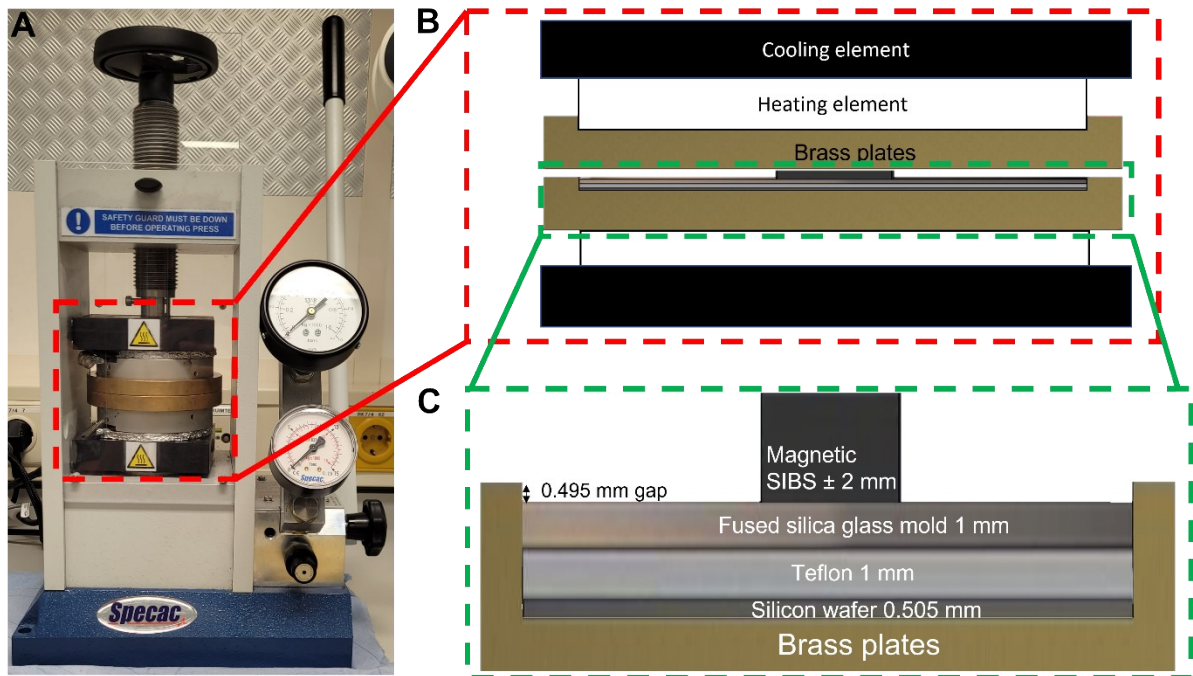 A
SAFETY GUARD MUST BE DOWN
BEFORE OPERATING PRESS
Specac
B
Cooling element
Heating element
Brass plates
C
0.495 mm gap
Magnetic
SIBS ± 2 mm
Fused silica glass mold 1 mm
Teflon 1 mm
Silicon wafer 0.505 mm
Brass plates